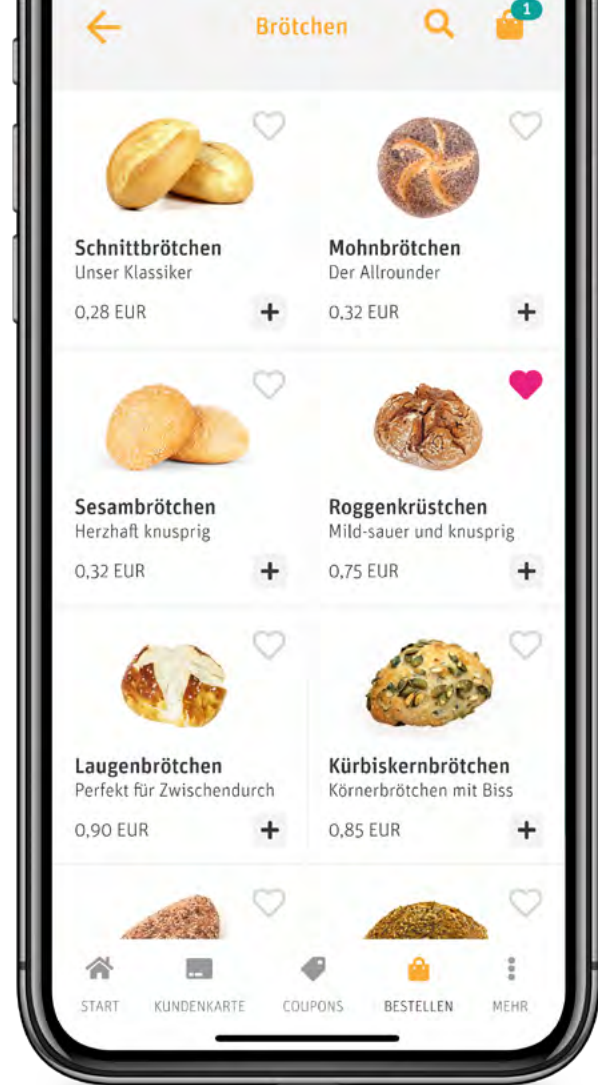 Brötchen
1
Schnittbrötchen
Unser Klassiker
0,28 EUR
Mohnbrötchen
Der Allrounder
0,32 EUR
Sesambrötchen
Herzhaft knusprig
0,32 EUR
Roggenkrüstchen
Mild-sauer und knusprig
0,75 EUR
Laugenbrötchen
Perfekt für Zwischendurch
0,90 EUR
Kürbiskernbrötchen
Körnerbrötchen mit Biss
0,85 EUR
START
KUNDENKARTE
COUPONS
BESTELLEN
MEHR